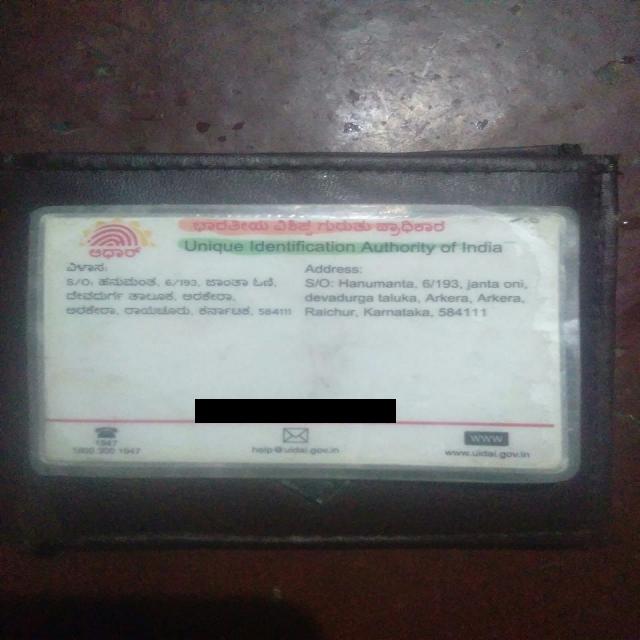 ಭಾರತೀಯ ವಿಶಿಷ್ಟ ಗುರುತು ಪ್ರಾಧಿಕಾರ
Unique Identification Authority of India
ಆಧಾರ್
ವಿಳಾಸ:
S/O: ಹನುಮಂತ, 6/193, ಜಾಂತಾ ಓಣಿ,
ದೇವದುರ್ಗ ತಾಲೂಕ, ಅರಕೇರಾ,
ಅರಕೇರಾ, ರಾಯಚೂರು, ಕರ್ನಾಟಕ, 584111
Address:
S/O: Hanumanta, 6/193, janta oni,
devadurga taluka, Arkera, Arkera,
Raichur, Karnataka, 584111
1947
1800 300 1947
help@uidai.gov.in
www
www.uidai.gov.in